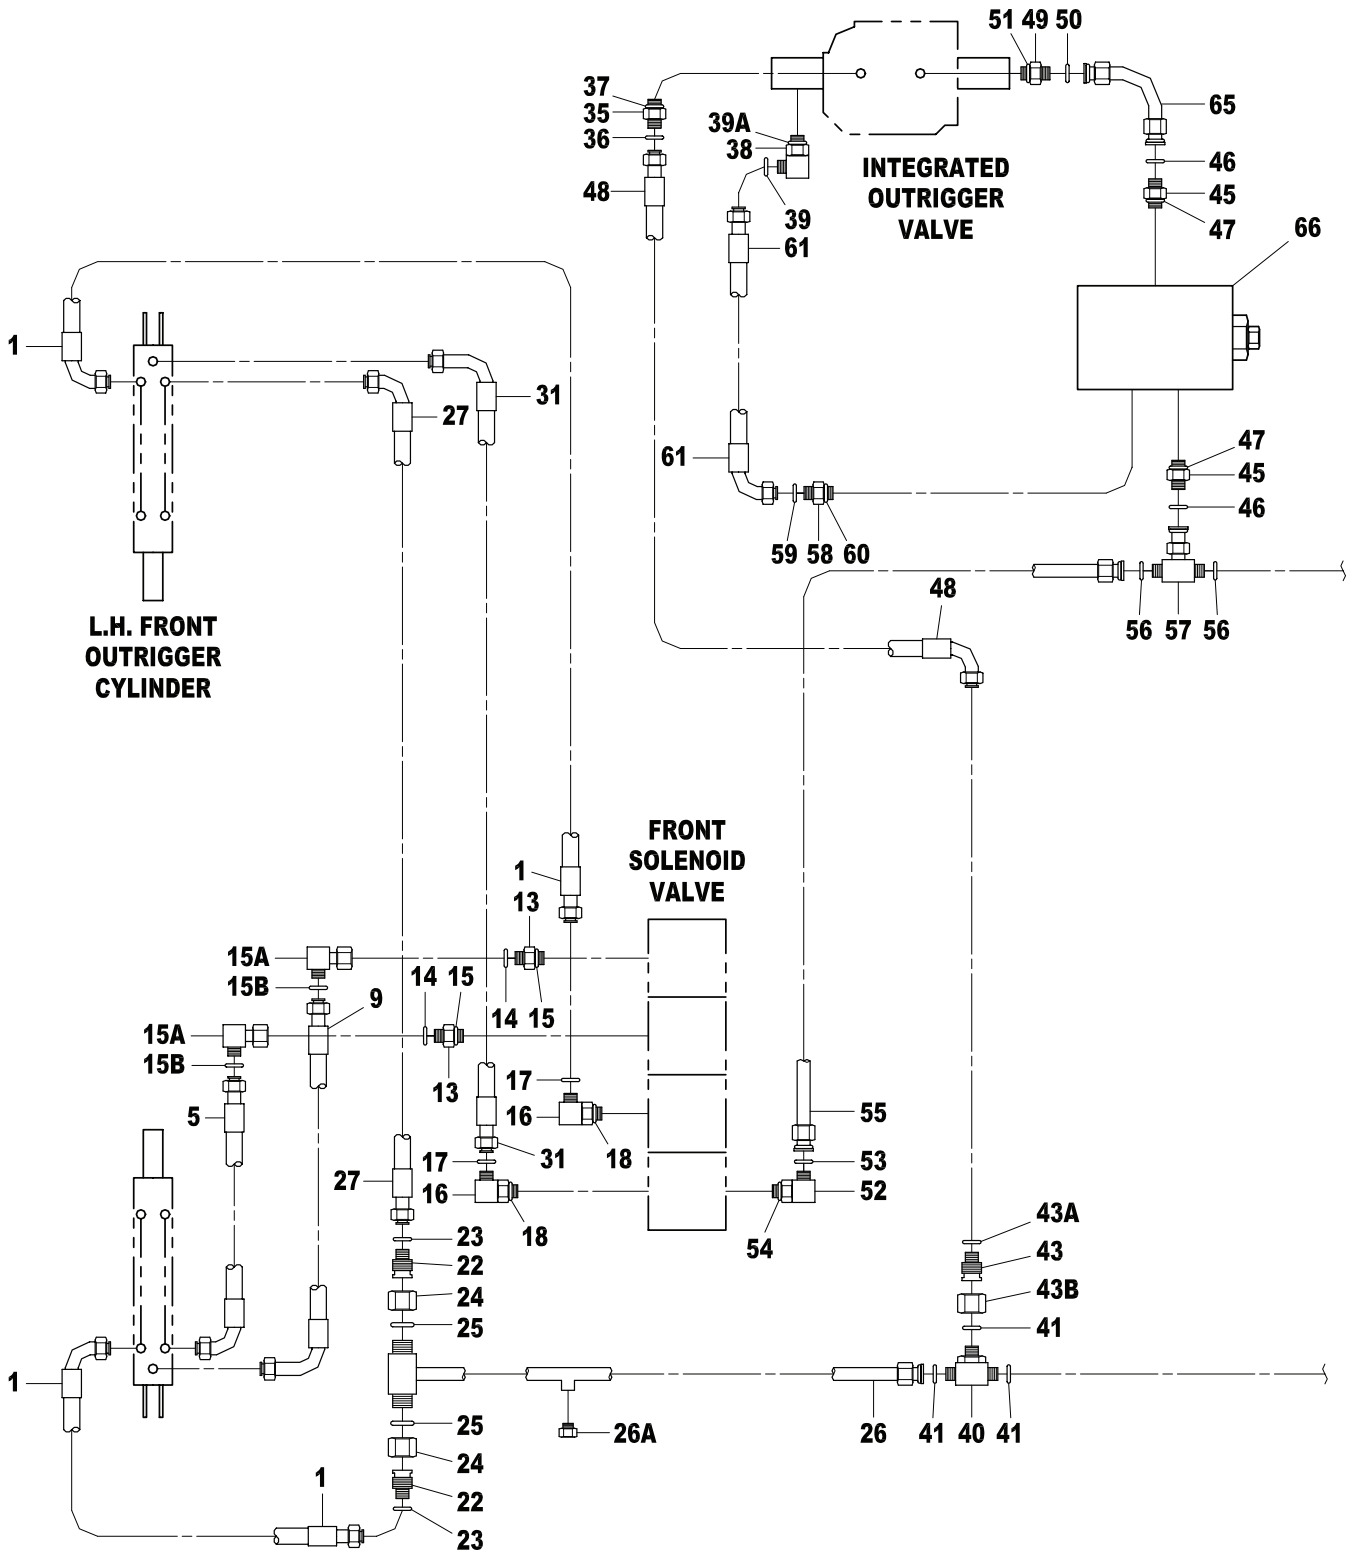 51 49 50
37
35
36
48
39A
38
39
61
INTEGRATED
OUTRIGGER
VALVE
65
46
45
47
66
1
31
27
61
59 58 60
47
45
46
56 57 56
48
L.H. FRONT
OUTRIGGER
CYLINDER
FRONT
SOLENOID
VALVE
1
13
15A
15B
9
14 15
14 15
15A
15B
13
5
17
16
18
55
53
52
54
17
16
31
18
27
23
22
24
25
43A
43
43B
41
1
25
24
22
23
26A
26 41 40 41
1